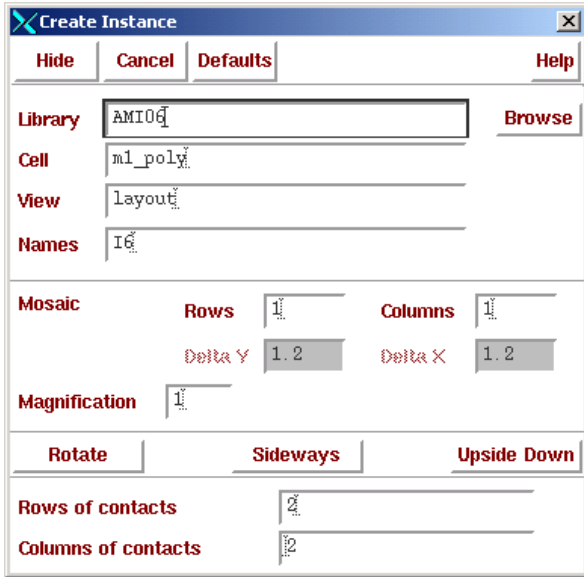 Create Instance
Hide Cancel Defaults Help
Library AMI06 Browse
Cell m1_poly
View layout
Names I6
Mosaic Rows 1 Columns 1
Delta Y 1.2 Delta X 1.2
Magnification 1
Rotate Sideways Upside Down
Rows of contacts 2
Columns of contacts 2